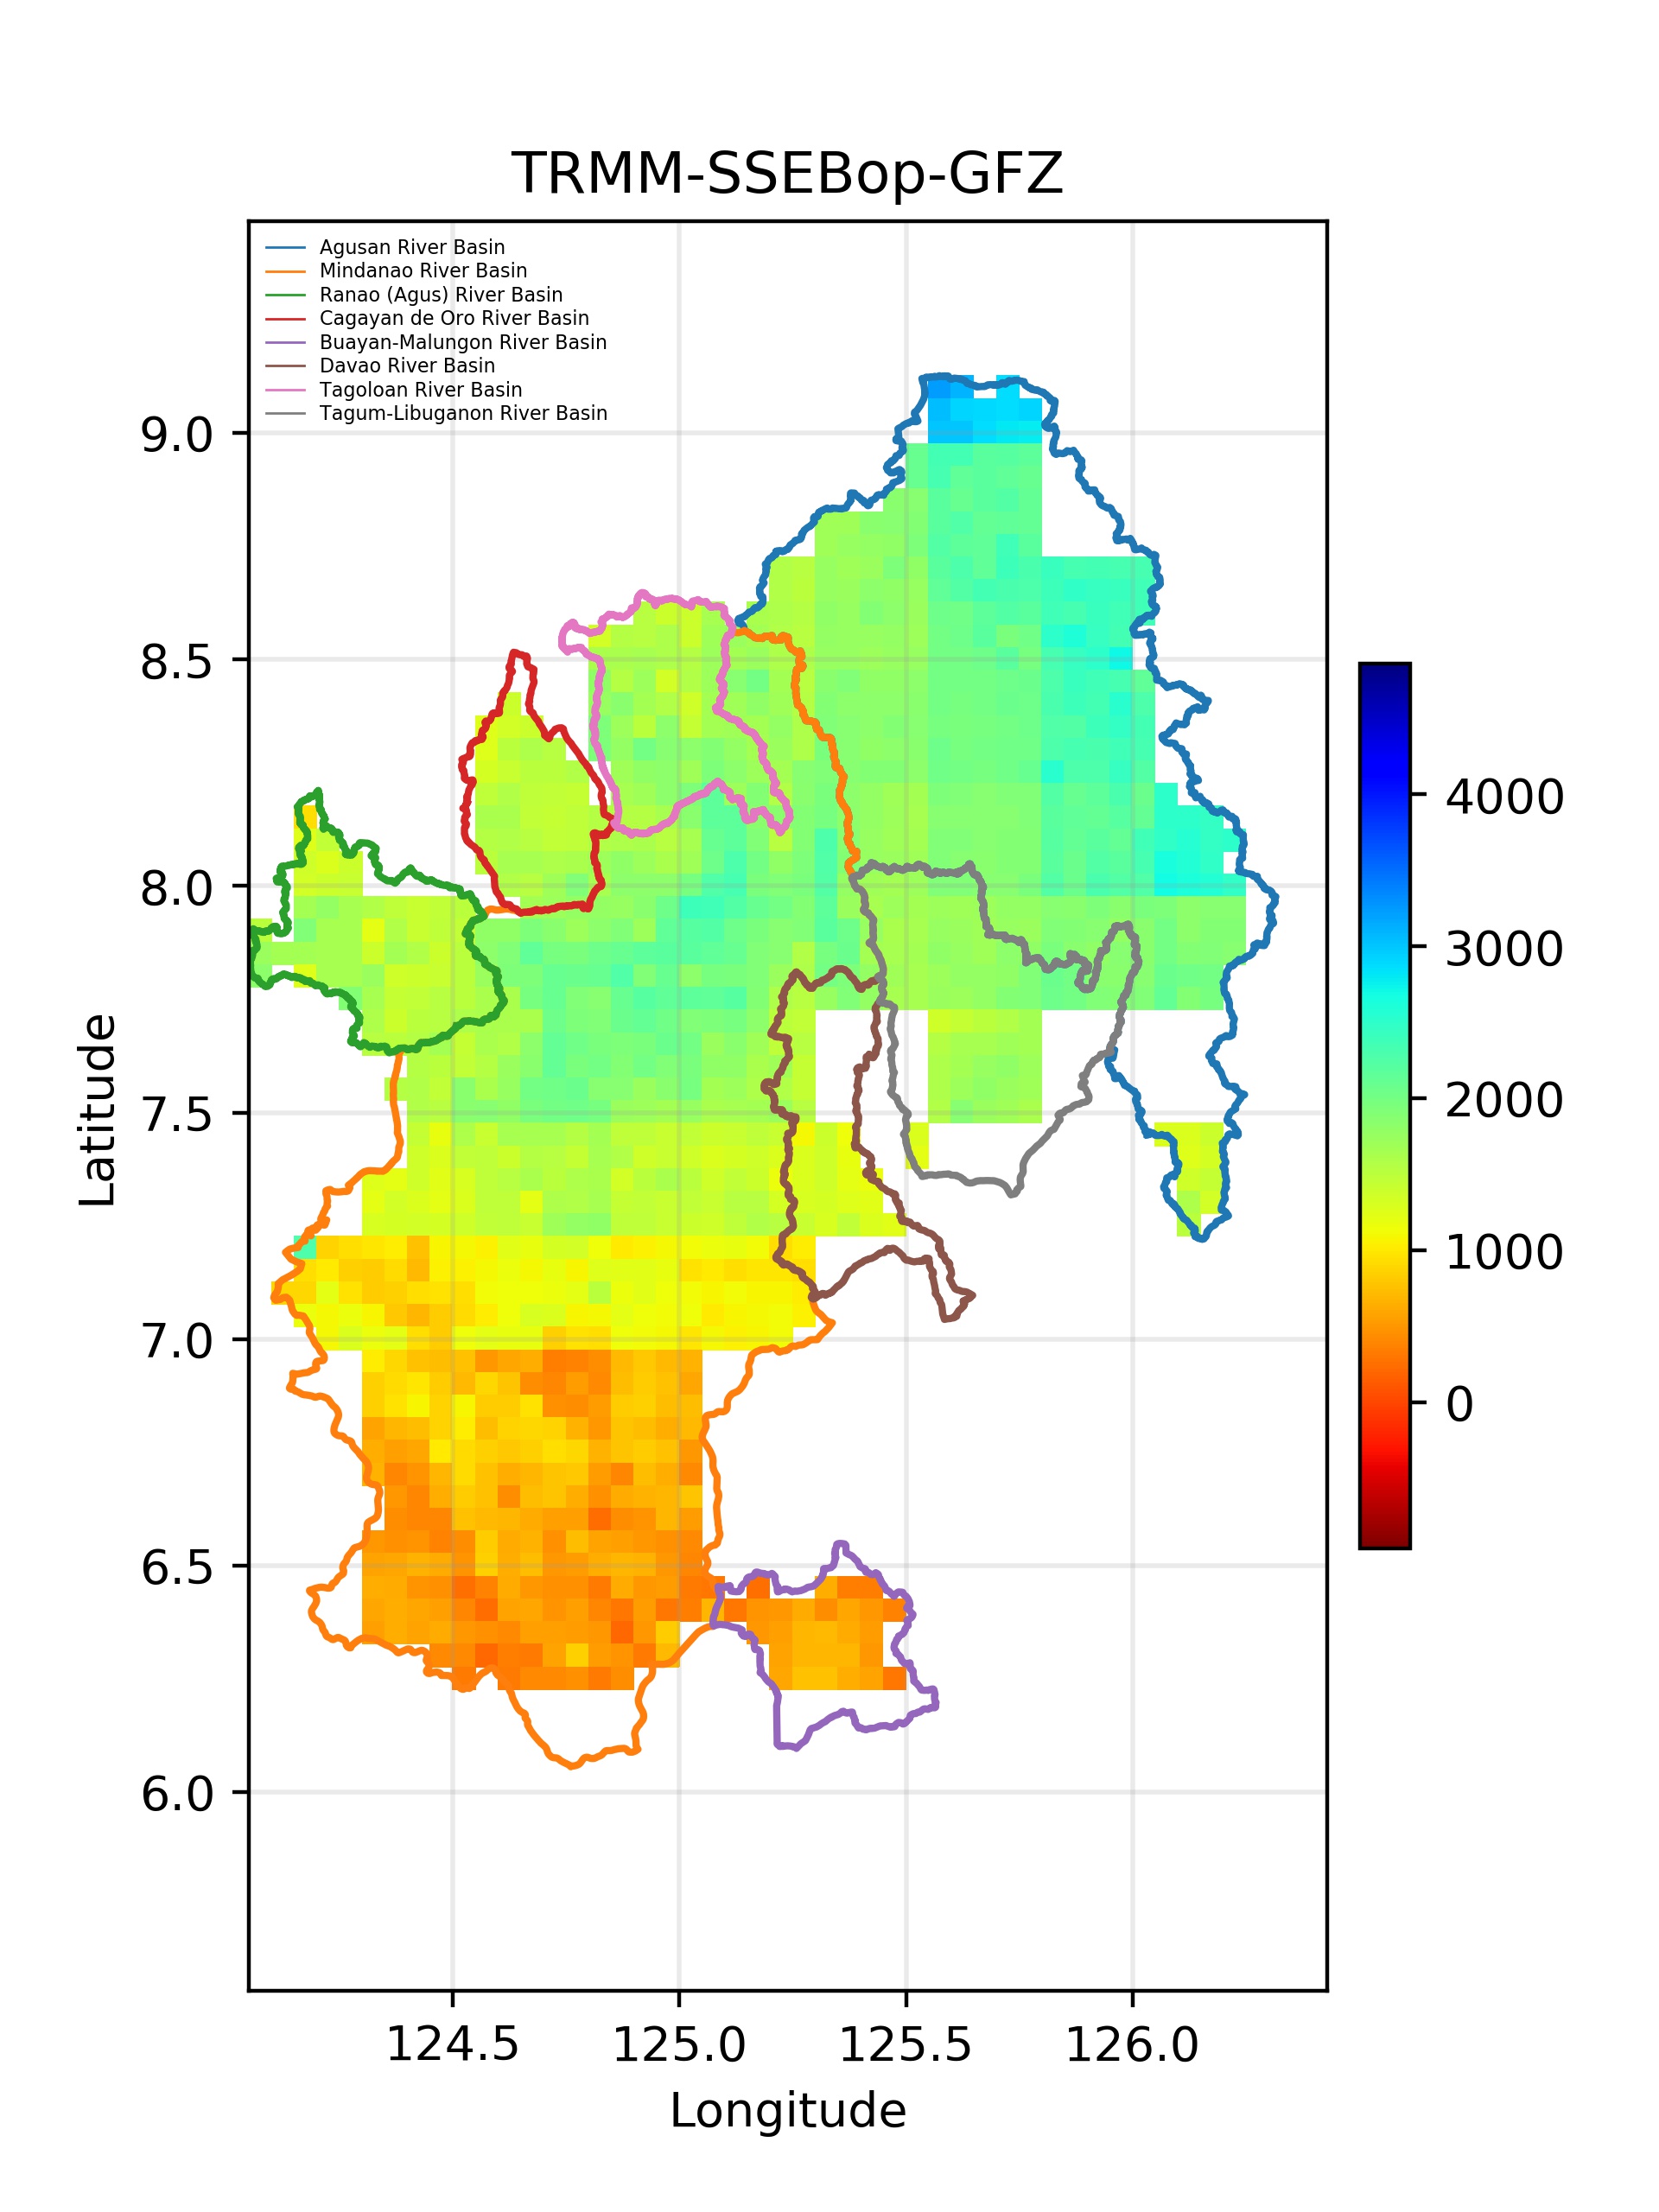 TRMM-SSEBop-GFZ
Agusan River Basin
Mindanao River Basin
Ranao (Agus) River Basin
Cagayan de Oro River Basin
Buayan-Malungon River Basin
Davao River Basin
Tagoloan River Basin
Tagum-Libuganon River Basin
9.0
8.5
8.0
7.5
7.0
6.5
6.0
Latitude
124.5 125.0 125.5 126.0
Longitude
4000
3000
2000
1000
0